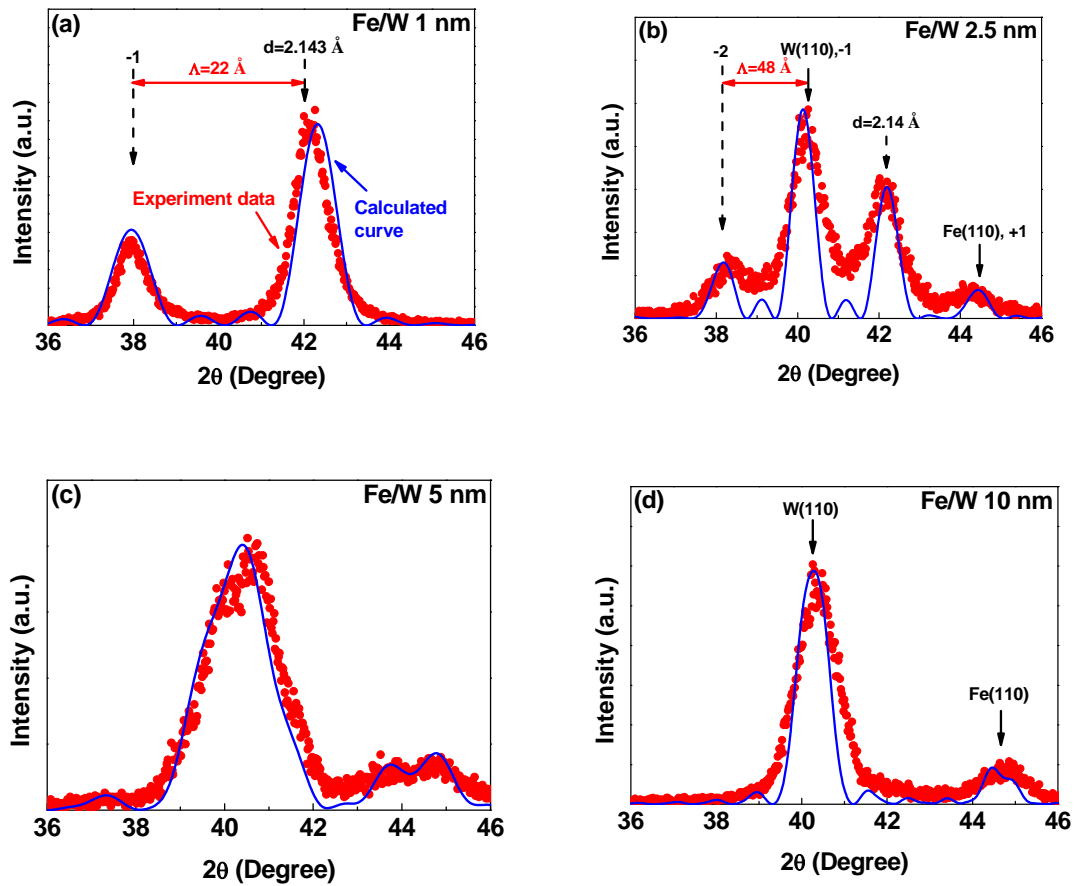 (a)
Fe/W 1 nm
-1
d=2.143 Å
Λ=22 Å
Experiment data
Calculated
curve
Intensity (a.u.)
36 38 40 42 44 46
2θ (Degree)
(b)
Fe/W 2.5 nm
-2
W(110),-1
Λ=48 Å
d=2.14 Å
Fe(110), +1
Intensity (a.u.)
36 38 40 42 44 46
2θ (Degree)
(c)
Fe/W 5 nm
Intensity (a.u.)
36 38 40 42 44 46
2θ (Degree)
(d)
Fe/W 10 nm
W(110)
Fe(110)
Intensity (a.u.)
36 38 40 42 44 46
2θ (Degree)